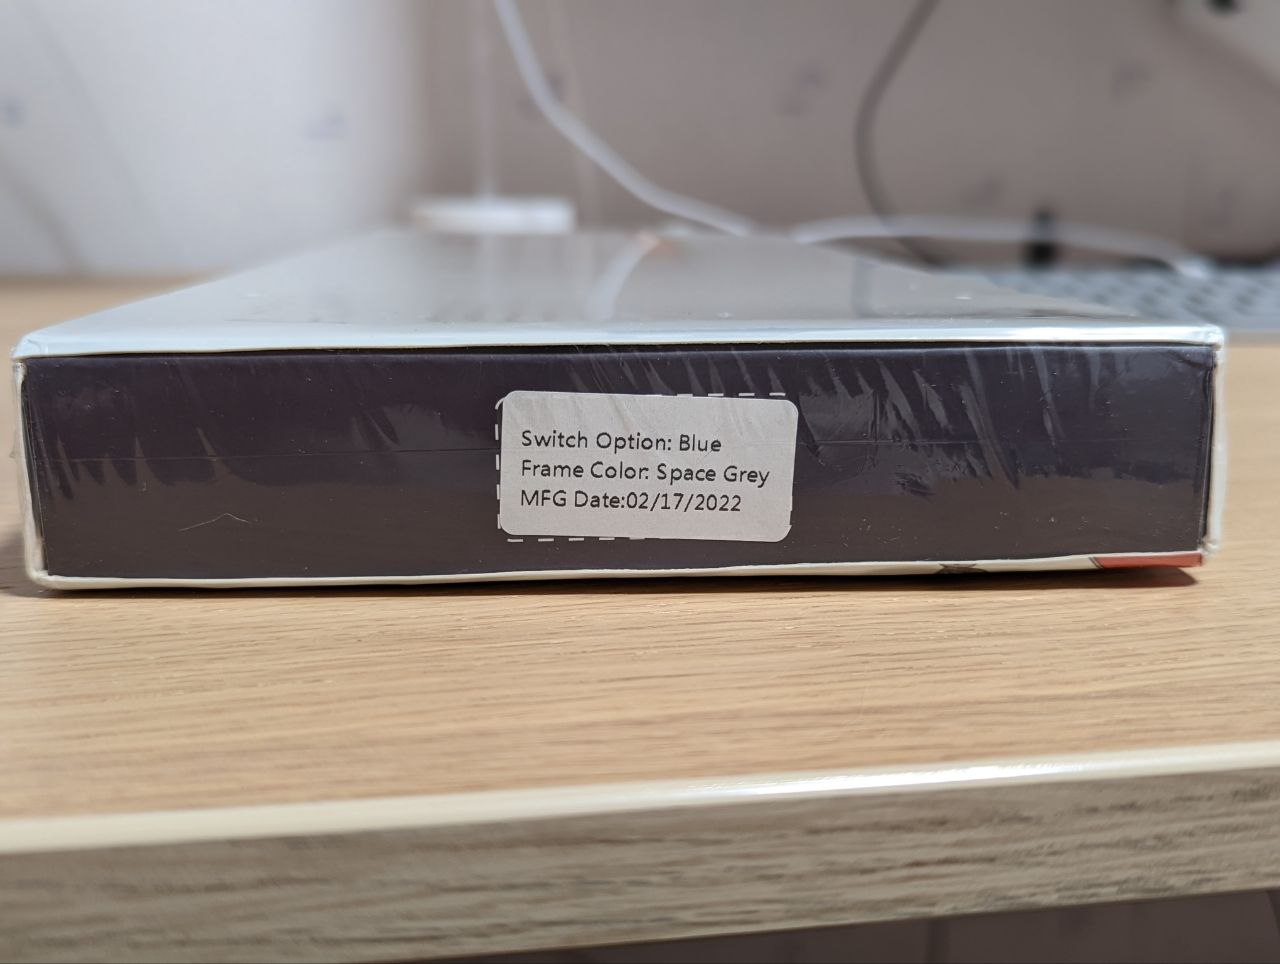 Switch Option: Blue
Frame Color: Space Grey
MFG Date:02/17/2022